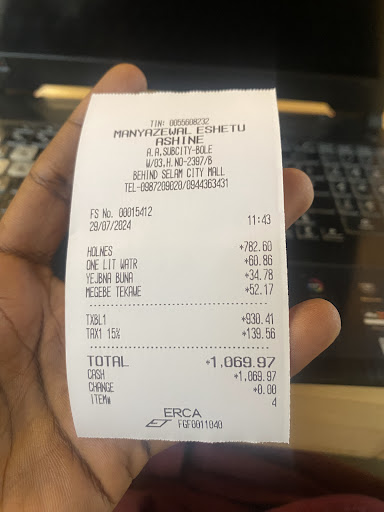 TIN: 0055608232
MANYAZEWAL ESHETU
ASHINE
A.A.SUBCITY-BOLE
W/03.H.NO-2397/B
BEHIND SELAM CITY MALL
TEL-0987209020/0944363431
FS No. 00015412
29/07/2024 11:43
HOLNES *782.60
ONE LIT WATR *60.86
YEJBNA BUNA *34.78
MEGEBE TEKAWE *52.17
TXBL1 *930.41
TAX1 15% *139.56
TOTAL *1,069.97
CASH *1,069.97
CHANGE *0.00
ITEM# 4
ERCA
ET FGF0011040